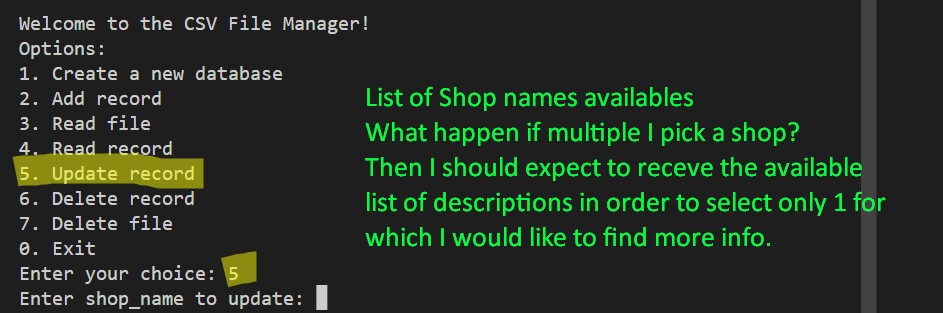 Welcome to the CSV File Manager!
Options:
1. Create a new database
2. Add record
3. Read file
4. Read record
5. Update record
6. Delete record
7. Delete file
0. Exit
Enter your choice: 5
Enter shop_name to update:
List of Shop names availables
What happen if multiple I pick a shop?
Then I should expect to receve the available
list of descriptions in order to select only 1 for
which I would like to find more info.